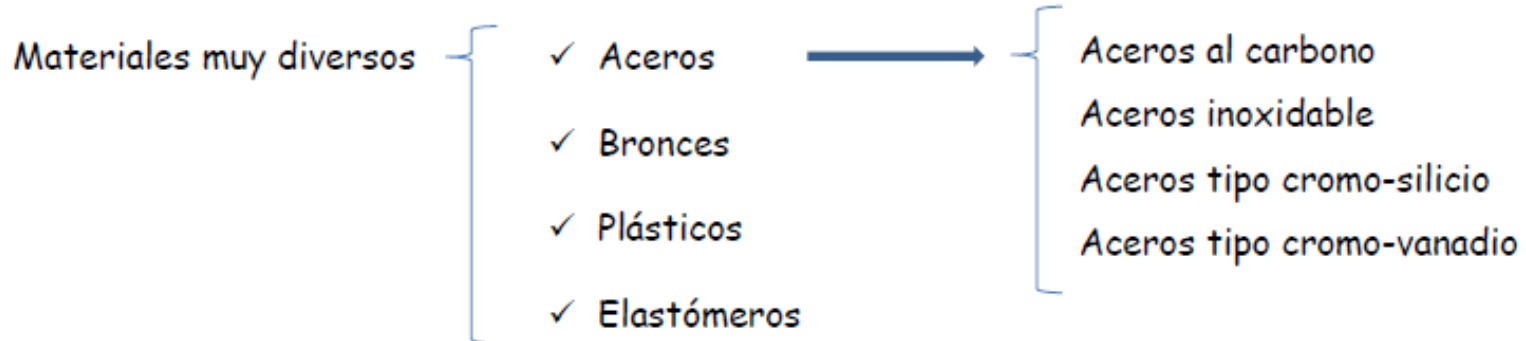 Materiales muy diversos
✓ Aceros
✓ Bronces
✓ Plásticos
✓ Elastómeros
Aceros al carbono
Aceros inoxidable
Aceros tipo cromo-silicio
Aceros tipo cromo-vanadio